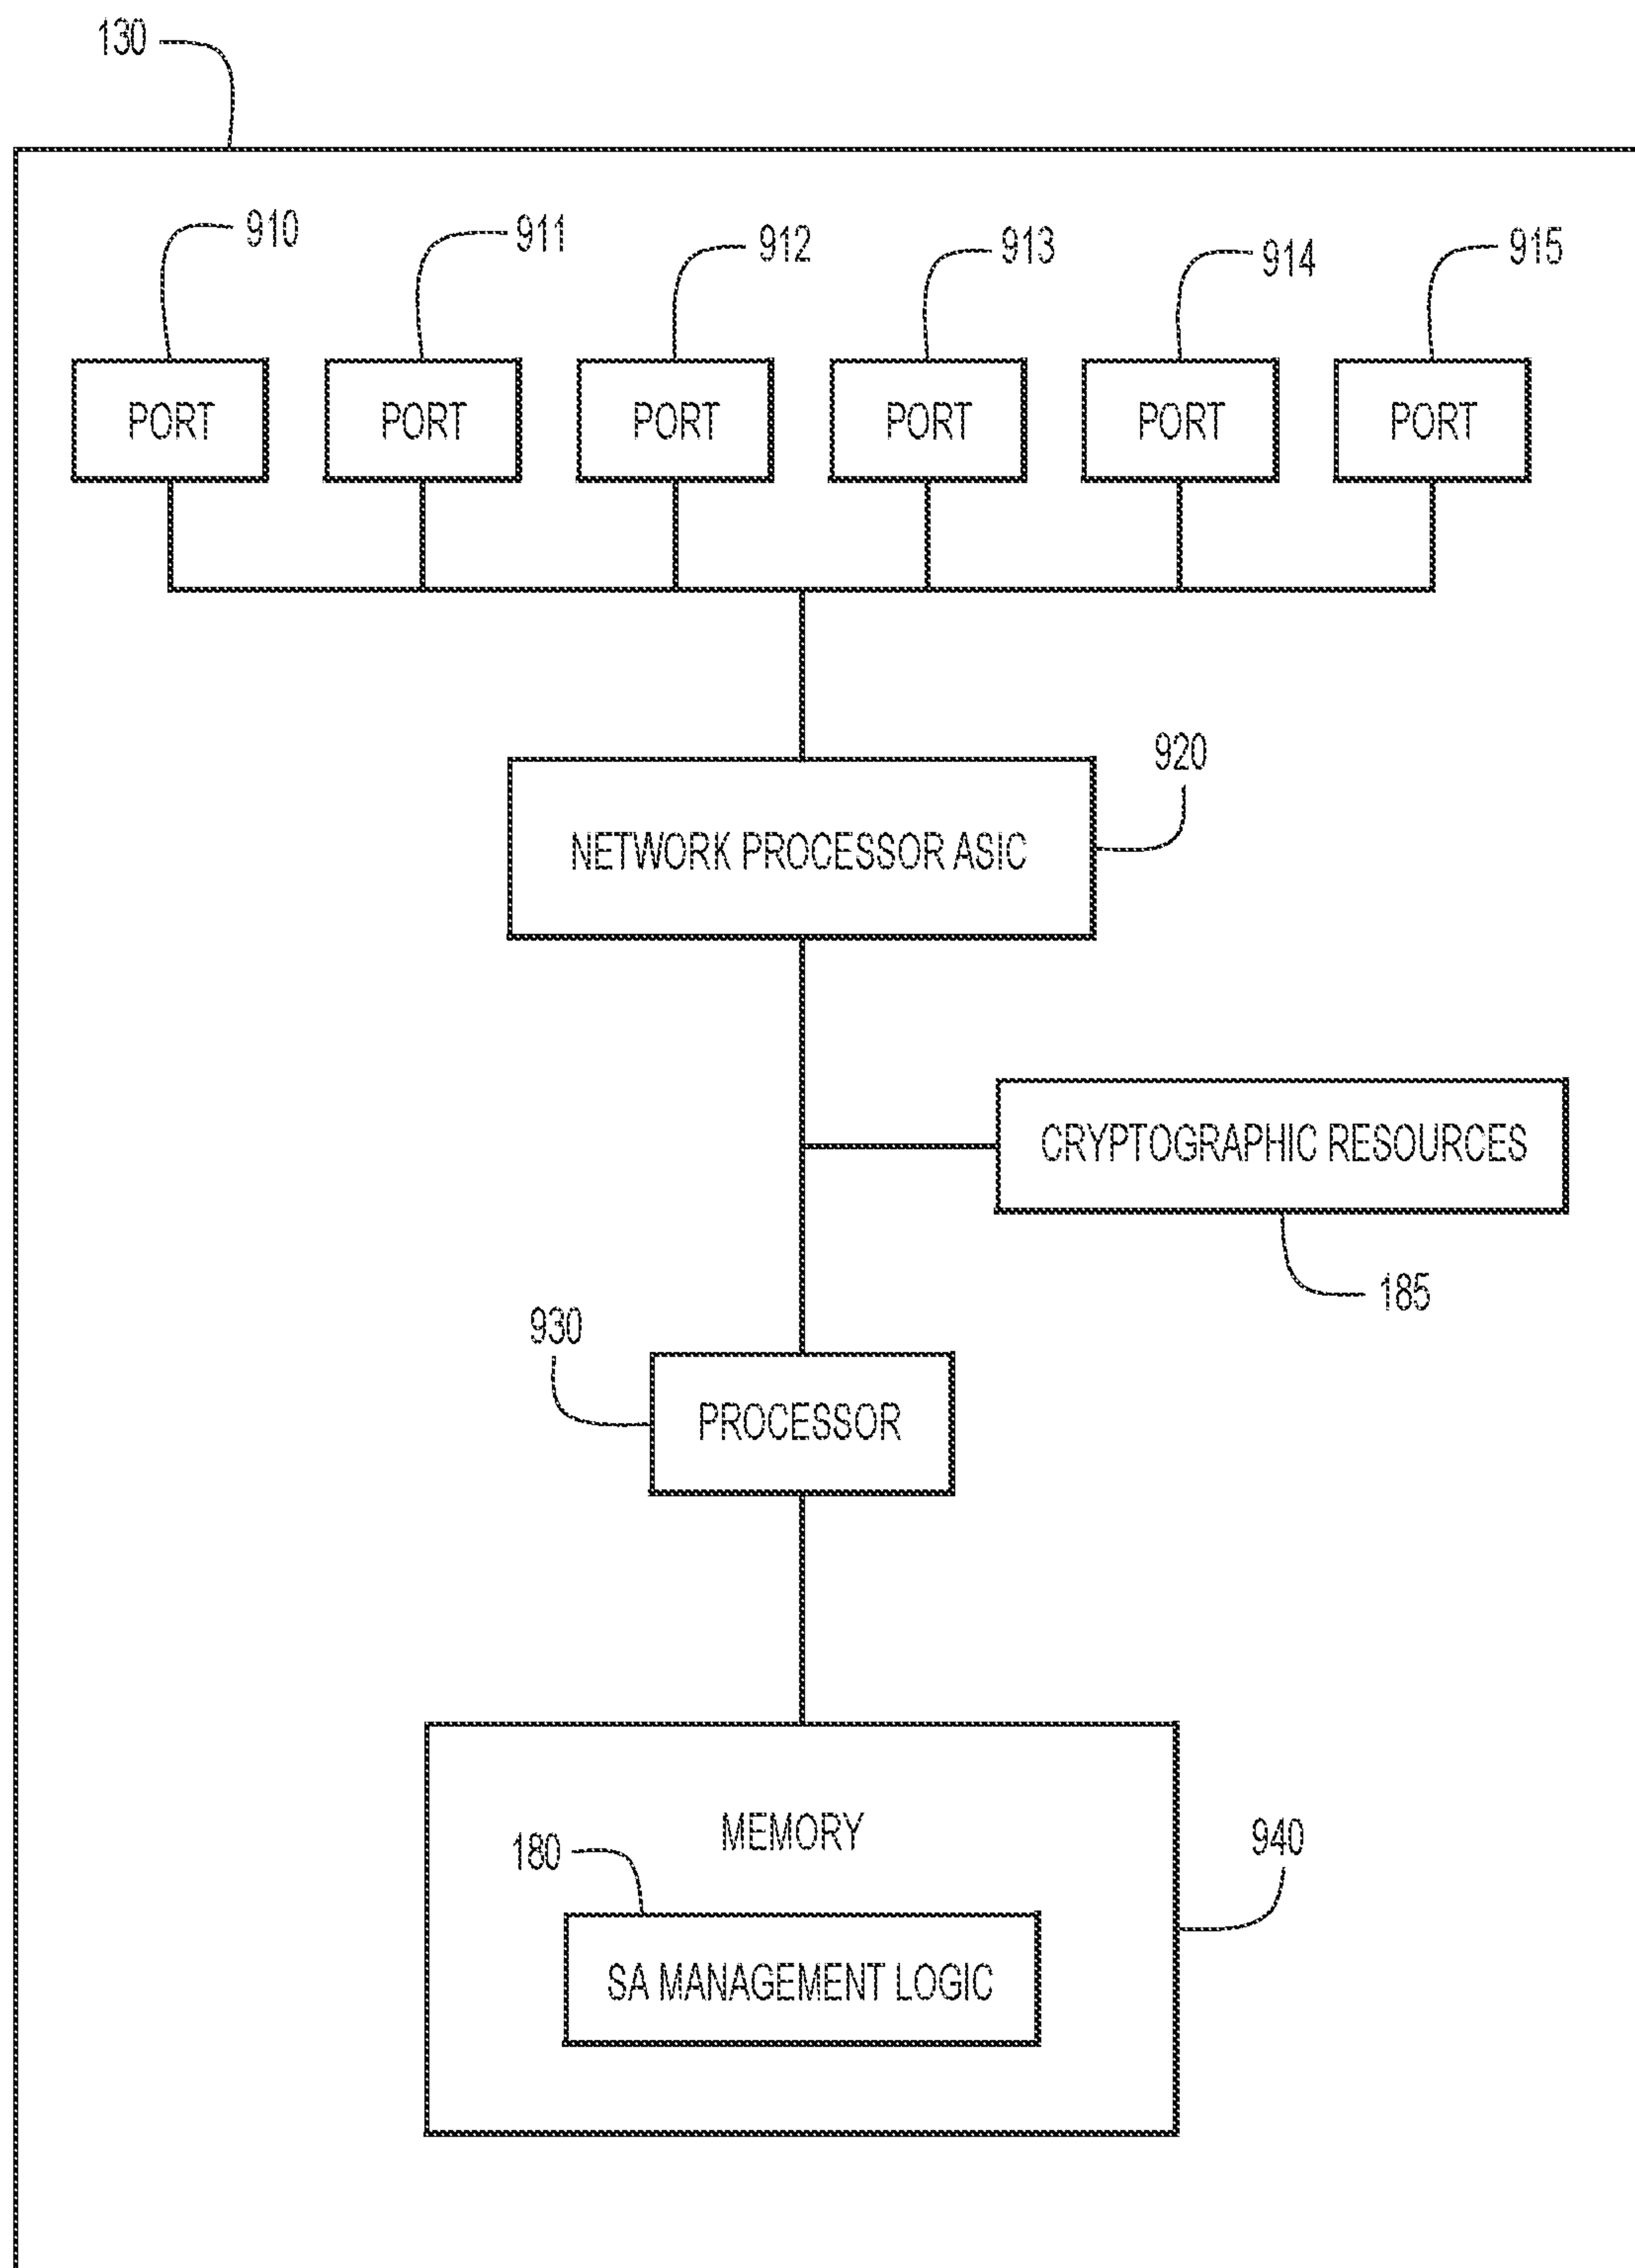 130
910
911
912
913
914
915
PORT PORT PORT PORT PORT PORT
920
NETWORK PROCESSOR ASIC
CRYPTOGRAPHIC RESOURCES
185
930
PROCESSOR
MEMORY
180
940
SA MANAGEMENT LOGIC